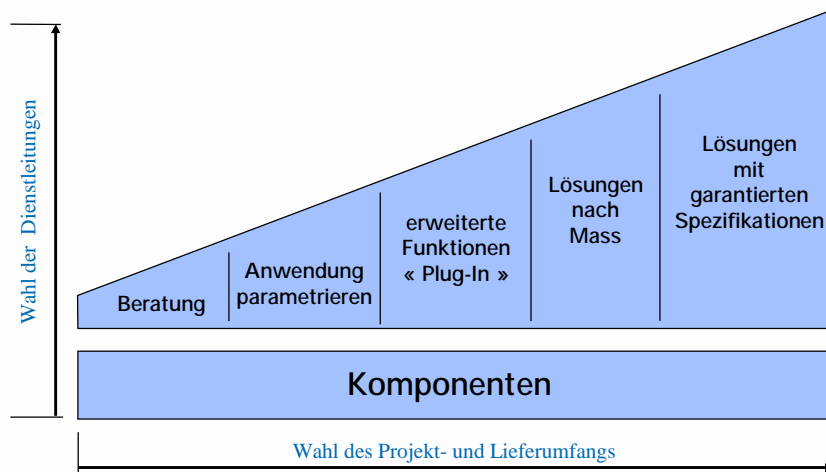 Wahl der Dienstleitungen
Beratung
Anwendung
parametrieren
erweiterte
Funktionen
« Plug-In »
Lösungen
nach
Mass
Lösungen
mit
garantierten
Spezifikationen
Komponenten
Wahl des Projekt- und Lieferumfangs